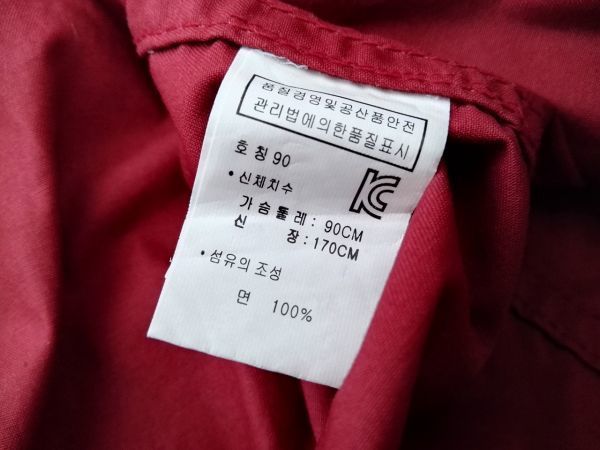 품질경영및공산품안전
관리법에의한품질표시
호 칭 90
• 신체치수
가슴둘레 : 90CM
신 장 : 170CM
• 섬유의 조성
면 100%